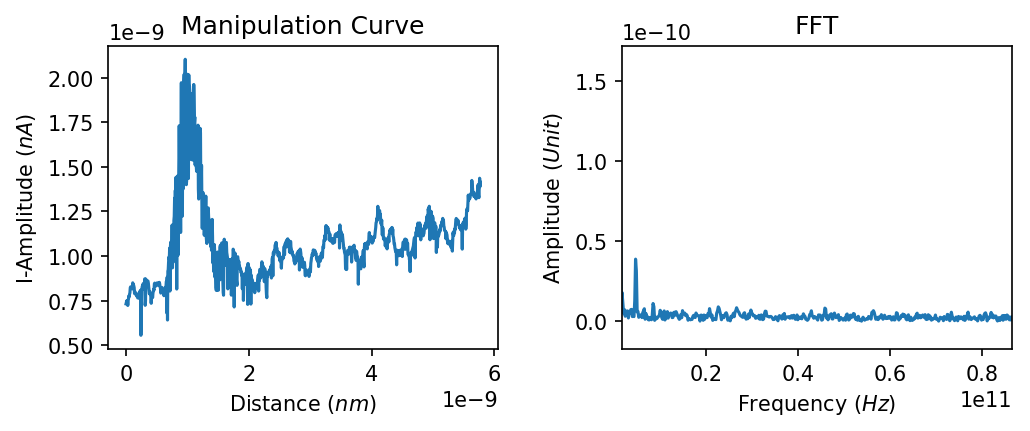 Manipulation Curve
1e−9
I-Amplitude (nA)
2.00
1.75
1.50
1.25
1.00
0.75
0.50
0
2
4
6
Distance (nm)
1e−9
FFT
1e−10
Amplitude (Unit)
1.5
1.0
0.5
0.0
0.2
0.4
0.6
0.8
Frequency (Hz)
1e11